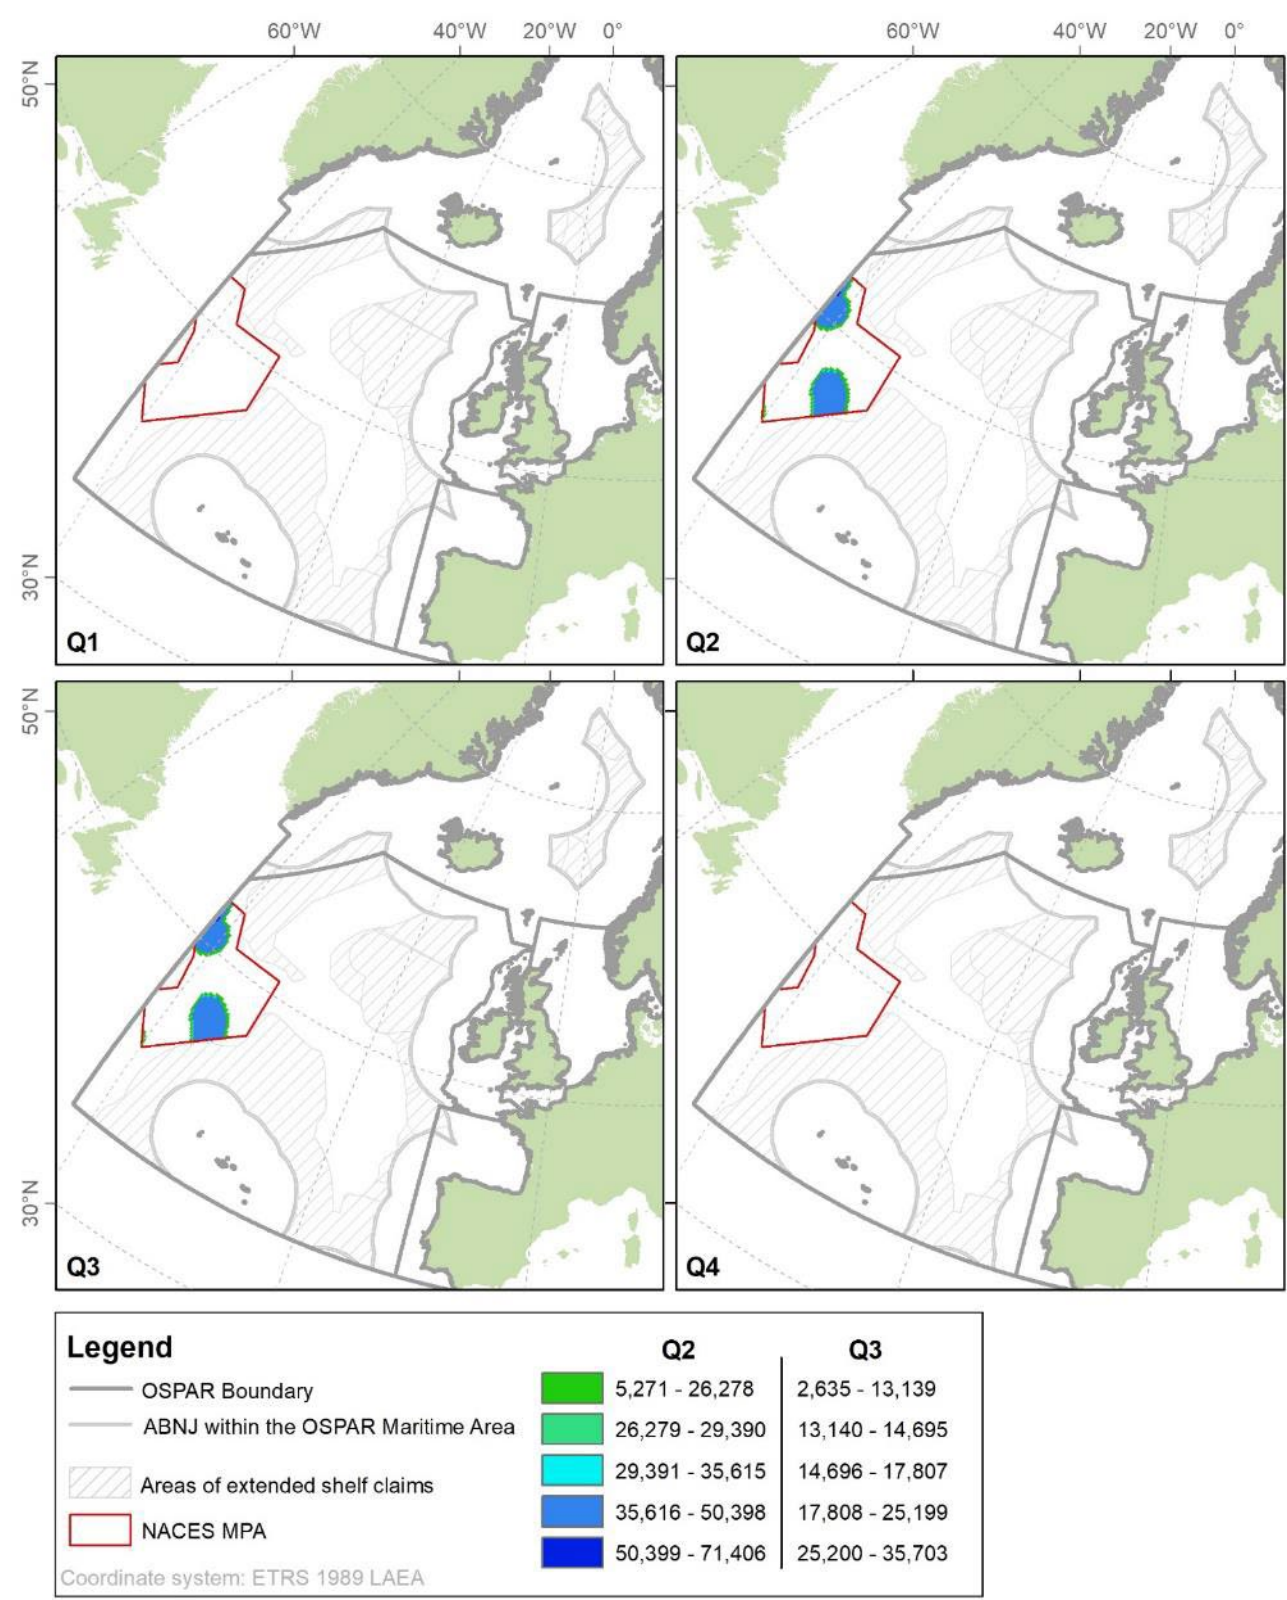 60°W 40°W 20°W 0° 60°W 40°W 20°W 0°
50°N
30°N
Q1 Q2
50°N
30°N
Q3 Q4
Legend
OSPAR Boundary
ABNJ within the OSPAR Maritime Area
Areas of extended shelf claims
NACES MPA
Coordinate system: ETRS 1989 LAEA
Q2 Q3
5,271 - 26,278 2,635 - 13,139
26,279 - 29,390 13,140 - 14,695
29,391 - 35,615 14,696 - 17,807
35,616 - 50,398 17,808 - 25,199
50,399 - 71,406 25,200 - 35,703